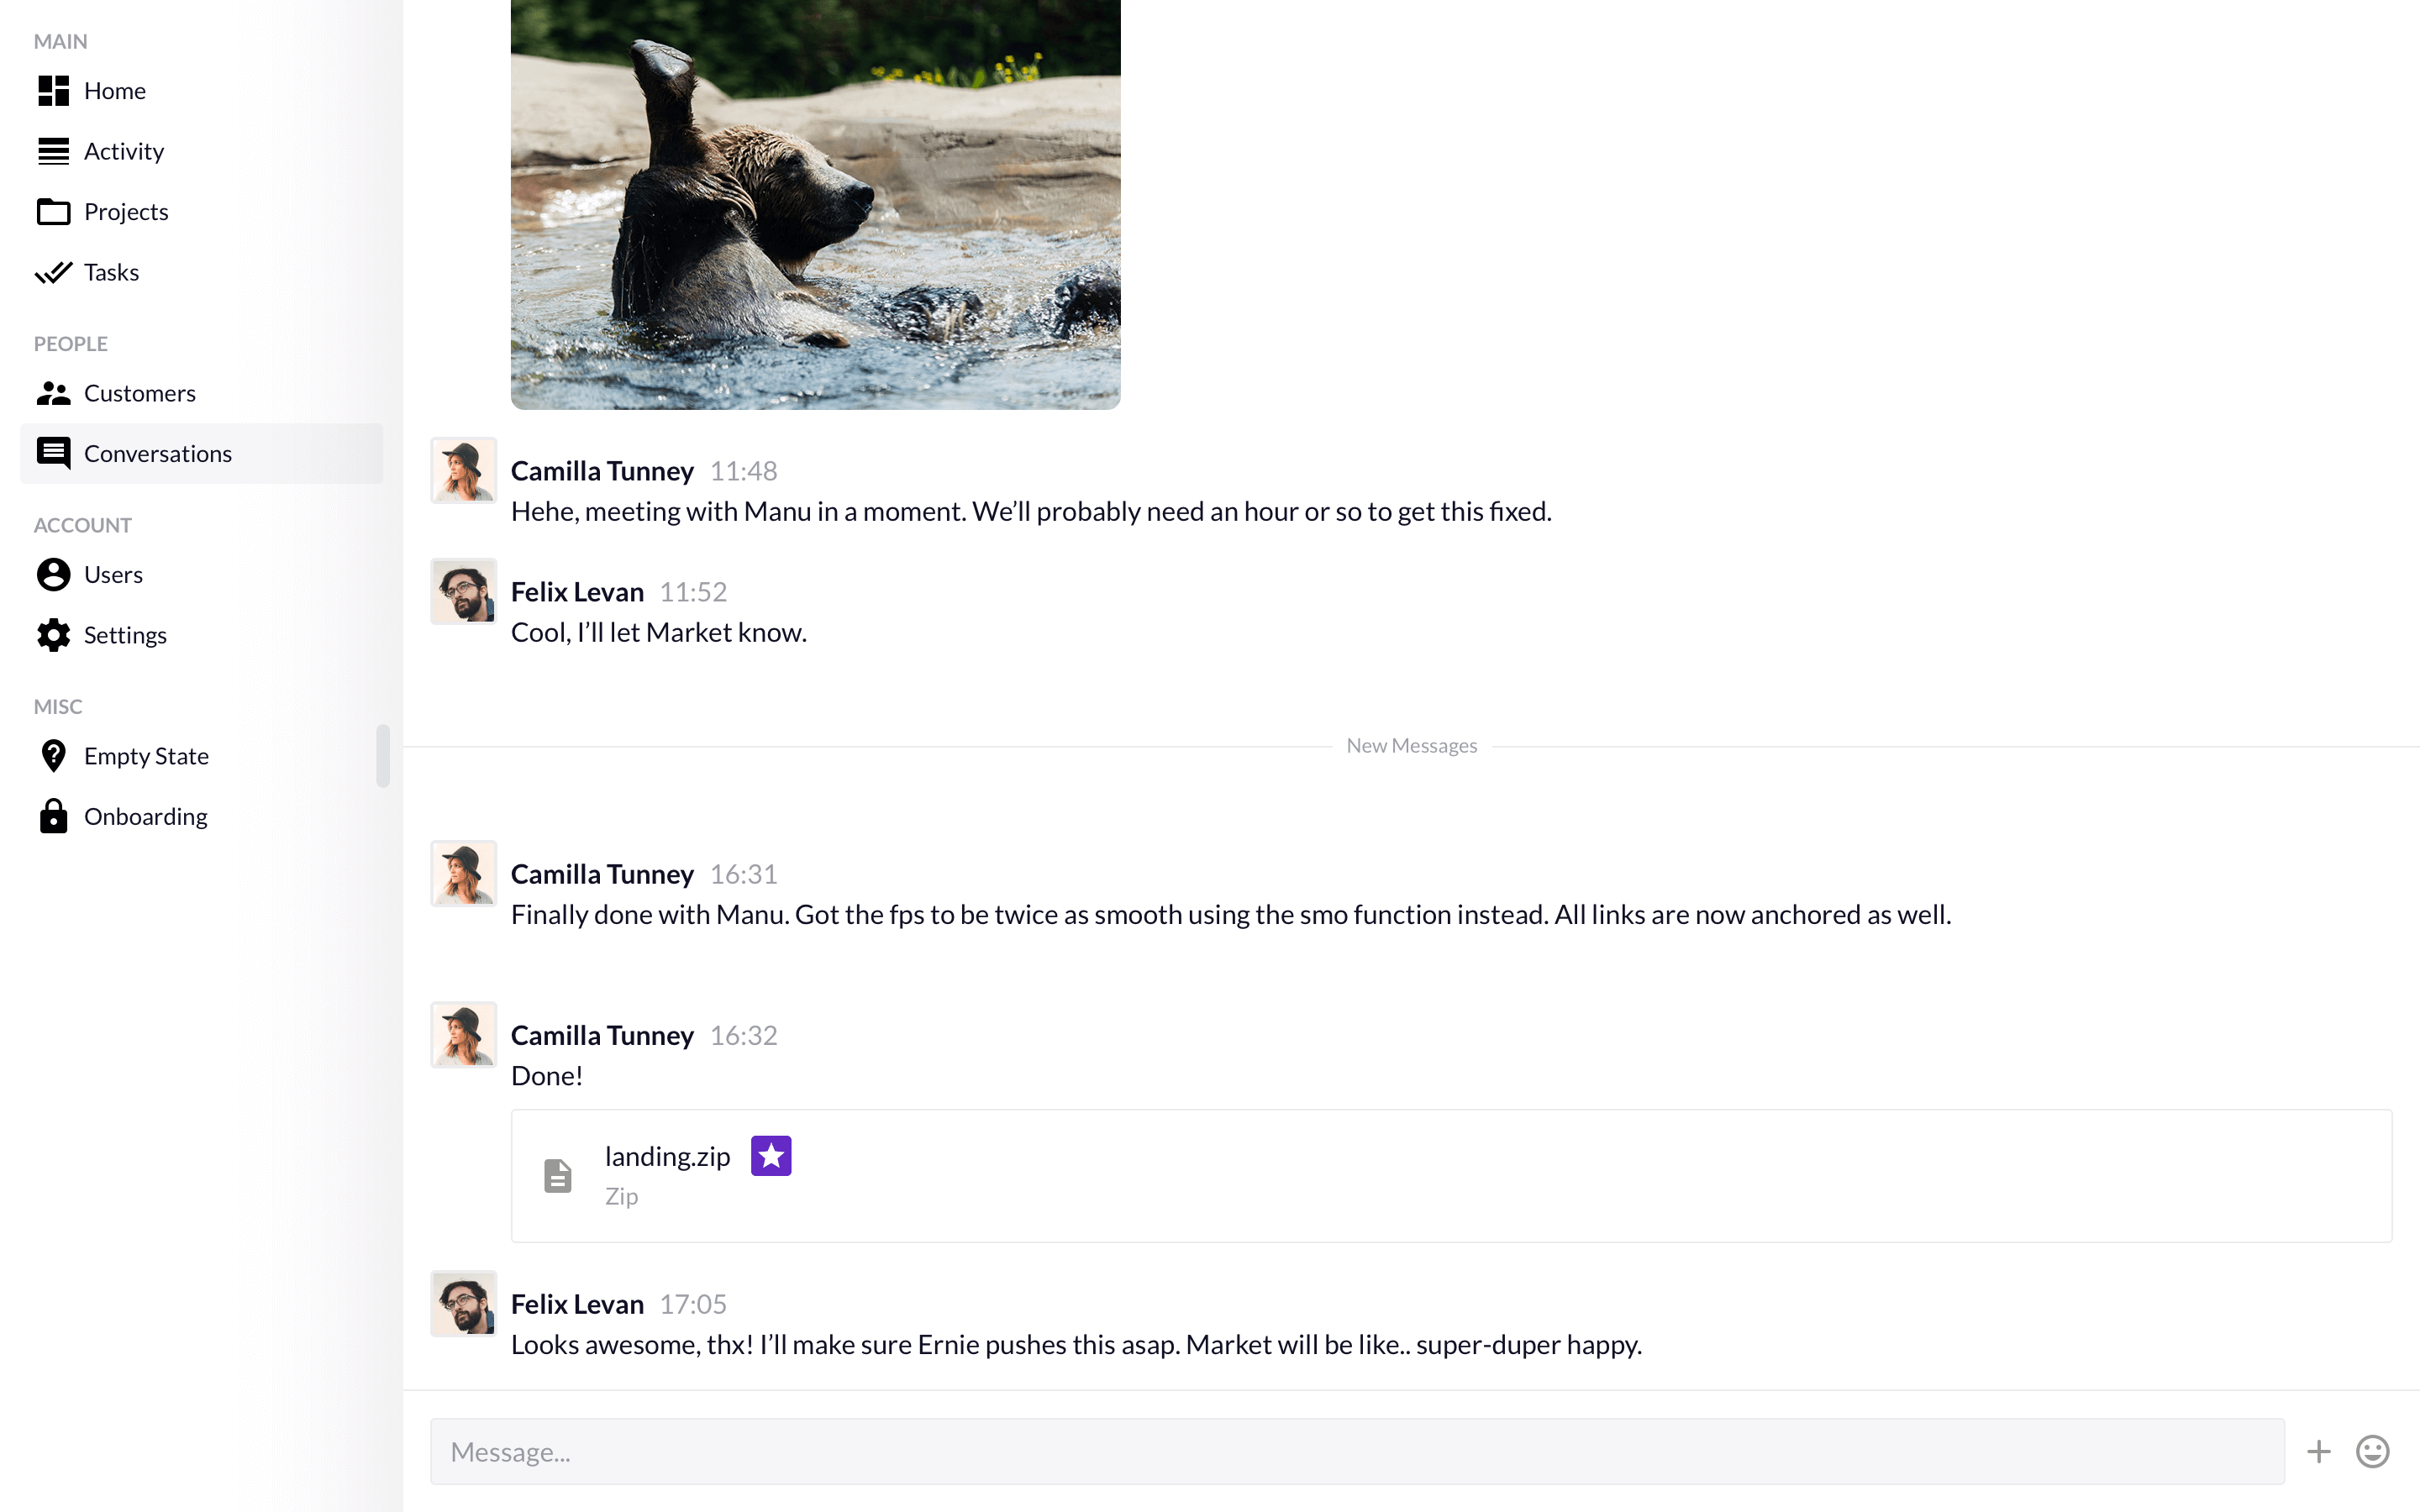 MAIN
Home
Activity
Projects
Tasks
PEOPLE
Customers
Conversations
ACCOUNT
Users
Settings
MISC
Empty State
Onboarding
Camilla Tunney 11:48
Hehe, meeting with Manu in a moment. We’ll probably need an hour or so to get this fixed.
Felix Levan 11:52
Cool, I’ll let Market know.
New Messages
Camilla Tunney 16:31
Finally done with Manu. Got the fps to be twice as smooth using the smo function instead. All links are now anchored as well.
Camilla Tunney 16:32
Done!
landing.zip
Zip
Felix Levan 17:05
Looks awesome, thx! I’ll make sure Ernie pushes this asap. Market will be like.. super-duper happy.
Message...